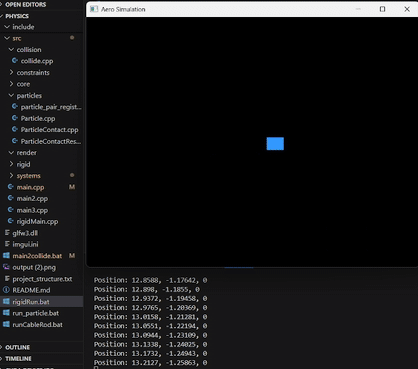 OPEN EDITORS
PHYSICS
include
src
collision
collide.cpp
constraints
core
particles
particle_pair_regist...
Particle.cpp
ParticleContact.cpp
ParticleContactRes...
render
rigid
systems
main.cpp M
main2.cpp
main3.cpp
rigidMain.cpp
glfw3.dll
imgui.ini
main2collide.bat M
output (2).png
project_structure.txt
README.md
rigidRun.bat
run_particle.bat
runCableRod.bat
OUTLINE
TIMELINE
Aero Simulation
Position: 12.8588, -1.17642, 0
Position: 12.898, -1.1855, 0
Position: 12.9372, -1.19458, 0
Position: 12.9765, -1.20369, 0
Position: 13.0158, -1.21281, 0
Position: 13.0551, -1.22194, 0
Position: 13.0944, -1.23109, 0
Position: 13.1338, -1.24025, 0
Position: 13.1732, -1.24943, 0
Position: 13.2127, -1.25863, 0